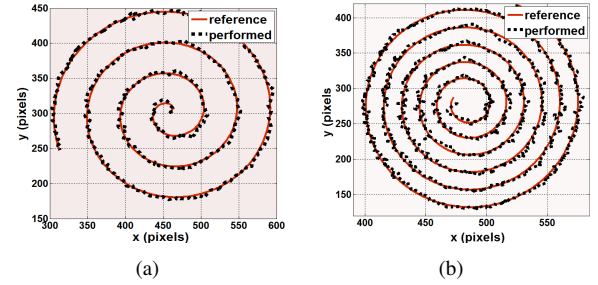 450
400
350
300
250
200
150
y (pixels)
300 350 400 450 500 550 600
x (pixels)
reference
performed
(a)
400
350
300
250
200
150
y (pixels
400 450 500 550
x (pixels)
reference
performed
(b)